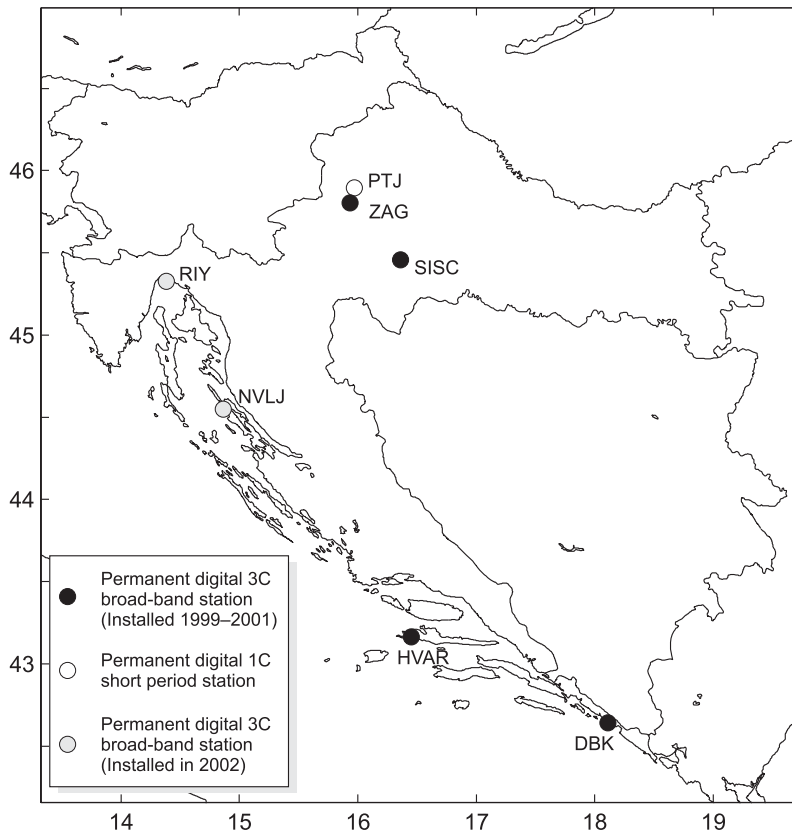 46
PTJ
ZAG
SISC
RIY
45
NVLJ
44
Permanent digital 3C
broad-band station
(Installed 1999–2001)
43
Permanent digital 1C
short period station
HVAR
Permanent digital 3C
broad-band station
(Installed in 2002)
DBK
14 15 16 17 18 19